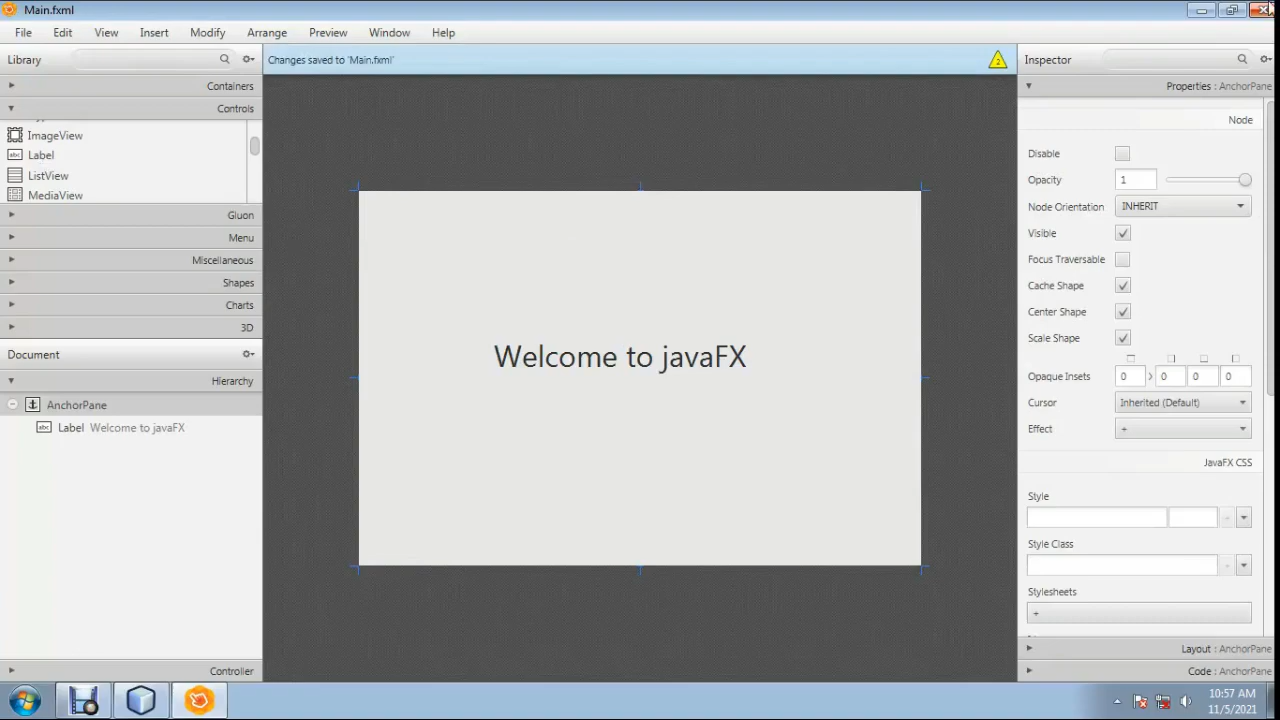 Main.fxml
File Edit View Insert Modify Arrange Preview Window Help
Library
Changes saved to 'Main.fxml'
2
Inspector
Containers
Controls
ImageView
abc Label
ListView
MediaView
Gluon
Menu
Miscellaneous
Shapes
Charts
3D
Document
Hierarchy
AnchorPane
abc Label Welcome to javaFX
Controller
Welcome to javaFX
Properties : AnchorPane
Node
Disable
Opacity 1
Node Orientation INHERIT
Visible
Focus Traversable
Cache Shape
Center Shape
Scale Shape
Opaque Insets 0 0 0 0
Cursor Inherited (Default)
Effect +
JavaFX CSS
Style
Style Class
Stylesheets
+
Layout : AnchorPane
Code : AnchorPane
10:57 AM
11/5/2021